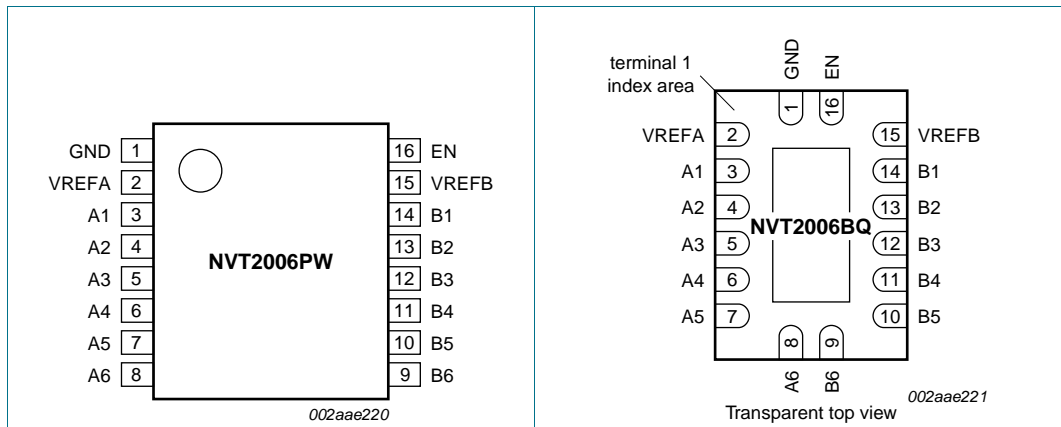 GND 1
VREFA 2
A1 3
A2 4
A3 5
A4 6
A5 7
A6 8
16 EN
15 VREFB
14 B1
13 B2
12 B3
11 B4
10 B5
9 B6
NVT2006PW
002aae220
terminal 1
index area
GND
EN
1
16
VREFA 2
A1 3
A2 4
A3 5
A4 6
A5 7
15 VREFB
14 B1
13 B2
12 B3
11 B4
10 B5
NVT2006BQ
8
9
A6
B6
002aae221
Transparent top view